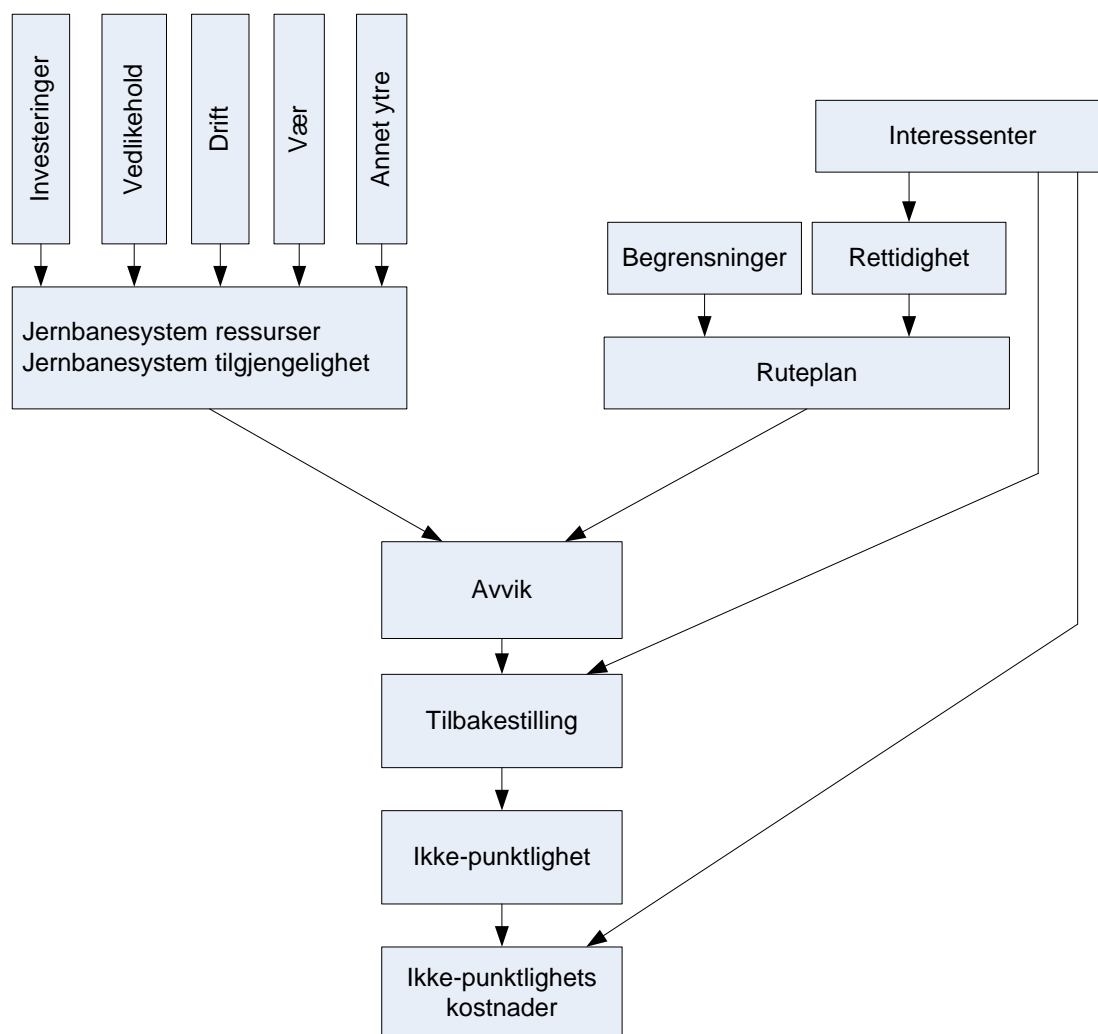 Investeringer
Vedlikehold
Drift
Vær
Annet ytre
Interessenter
Begrensninger
Rettidighet
Jernbanesystem ressurser
Jernbanesystem tilgjengelighet
Ruteplan
Avvik
Tilbakestilling
Ikke-punktlighet
Ikke-punktlighets
kostnader